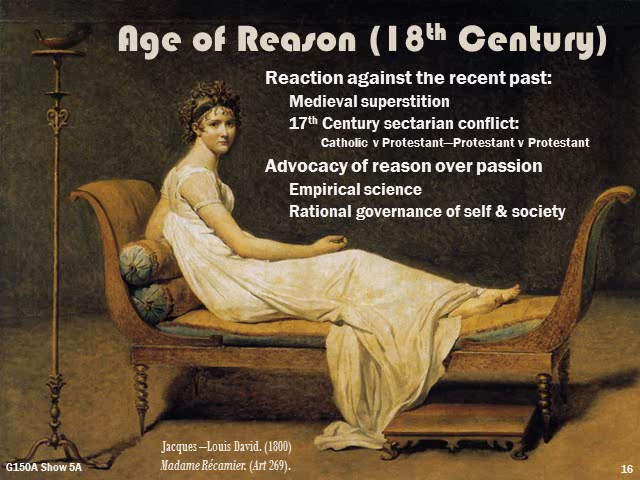 Age of Reason (18th Century)
Reaction against the recent past:
Medieval superstition
17th Century sectarian conflict:
Catholic v Protestant—Protestant v Protestant
Advocacy of reason over passion
Empirical science
Rational governance of self & society
Jacques –Louis David. (1800)
Madame Récamier. (Art 269).
G150A Show 5A
16